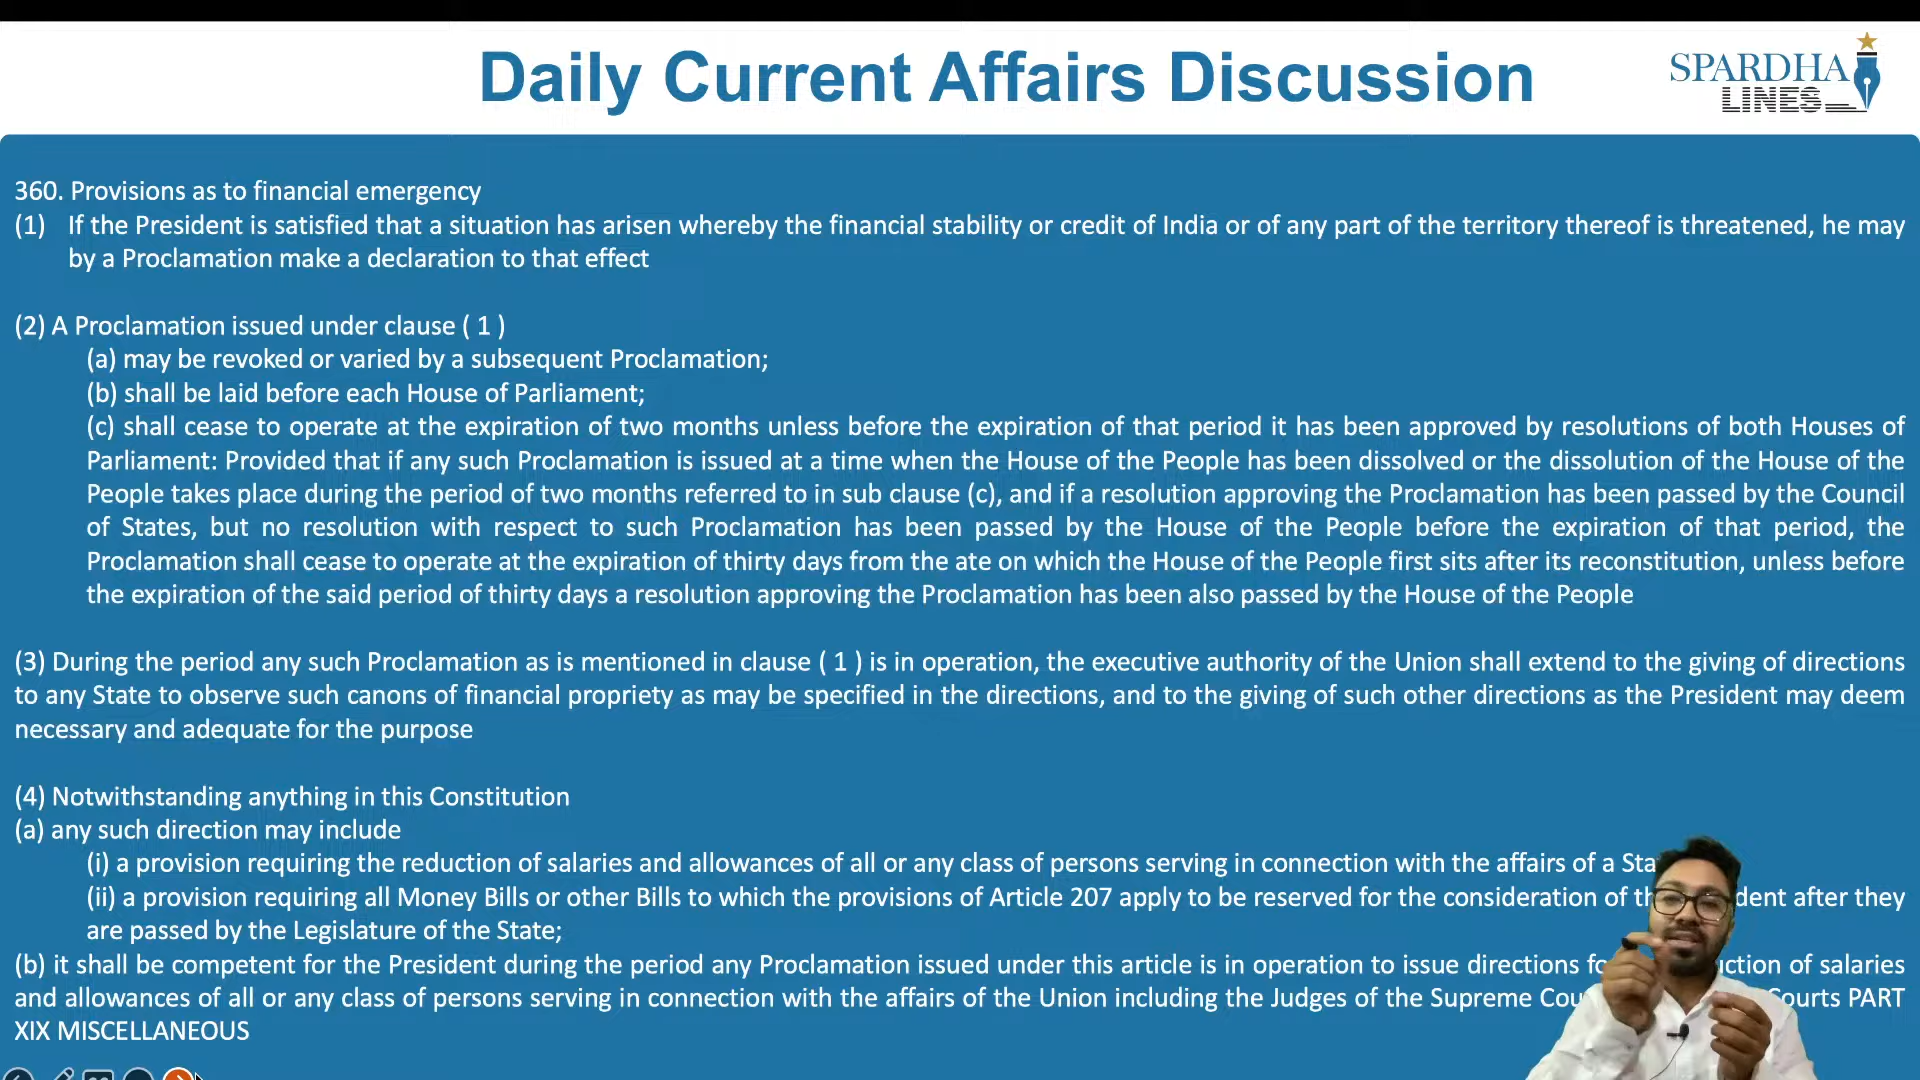 Daily Current Affairs Discussion
SPARDHA
LINES
360. Provisions as to financial emergency
(1) If the President is satisfied that a situation has arisen whereby the financial stability or credit of India or of any part of the territory thereof is threatened, he may
by a Proclamation make a declaration to that effect
(2) A Proclamation issued under clause ( 1 )
(a) may be revoked or varied by a subsequent Proclamation;
(b) shall be laid before each House of Parliament;
(c) shall cease to operate at the expiration of two months unless before the expiration of that period it has been approved by resolutions of both Houses of
Parliament: Provided that if any such Proclamation is issued at a time when the House of the People has been dissolved or the dissolution of the House of the
People takes place during the period of two months referred to in sub clause (c), and if a resolution approving the Proclamation has been passed by the Council
of States, but no resolution with respect to such Proclamation has been passed by the House of the People before the expiration of that period, the
Proclamation shall cease to operate at the expiration of thirty days from the ate on which the House of the People first sits after its reconstitution, unless before
the expiration of the said period of thirty days a resolution approving the Proclamation has been also passed by the House of the People
(3) During the period any such Proclamation as is mentioned in clause ( 1 ) is in operation, the executive authority of the Union shall extend to the giving of directions
to any State to observe such canons of financial propriety as may be specified in the directions, and to the giving of such other directions as the President may deem
necessary and adequate for the purpose
(4) Notwithstanding anything in this Constitution
(a) any such direction may include
(i) a provision requiring the reduction of salaries and allowances of all or any class of persons serving in connection with the affairs of a
(ii) a provision requiring all Money Bills or other Bills to which the provisions of Article 207 apply to be reserved for the consideration of after they
are passed by the Legislature of the State;
(b) it shall be competent for the President during the period any Proclamation issued under this article is in operation to issue directions of salaries
and allowances of all or any class of persons serving in connection with the affairs of the Union including the Judges of the Supreme PART
XIX MISCELLANEOUS